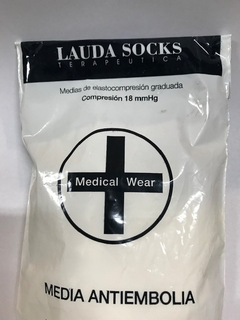 LAUDA SOCKS
TERAPEUTICA
Medias de elastocompresión graduada
Compresión 18 mmHg
Medical Wear
MEDIA ANTIEMBOLIA